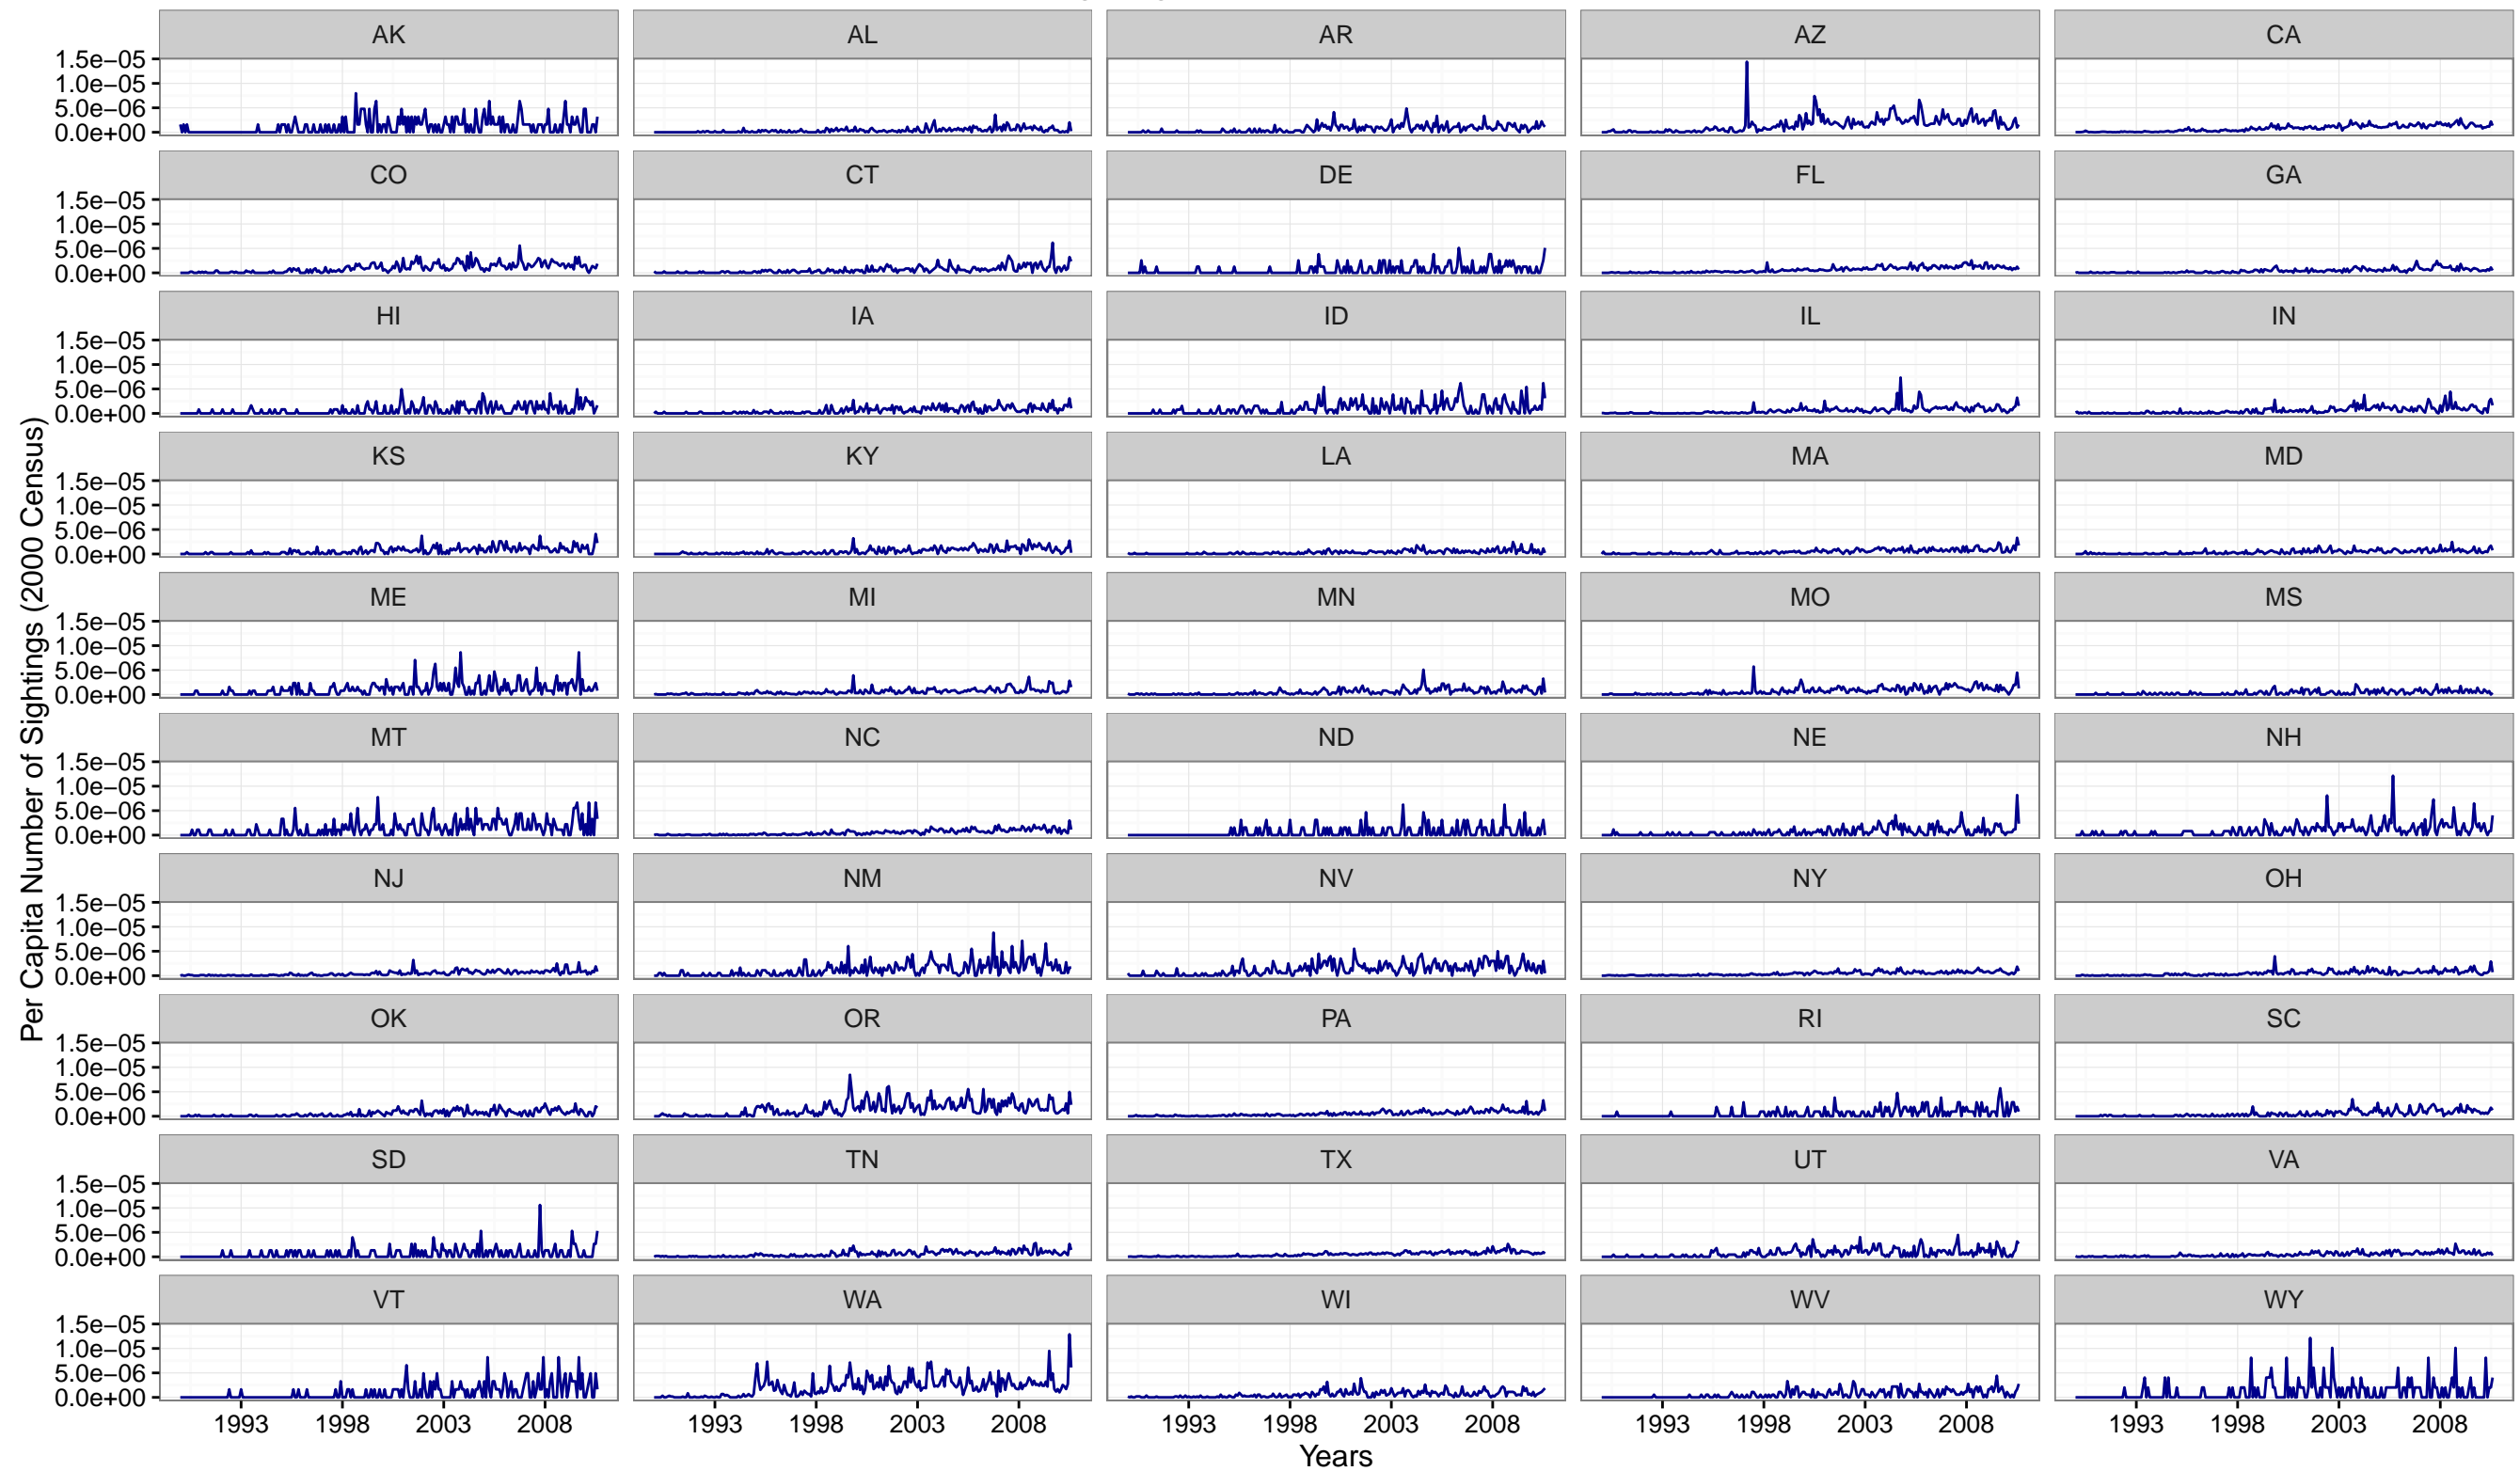 AK AL AR AZ CA
1.5e−05
1.0e−05
5.0e−06
0.0e+00
CO CT DE FL GA
1.5e−05
1.0e−05
5.0e−06
0.0e+00
HI IA ID IL IN
1.5e−05
1.0e−05
5.0e−06
0.0e+00
KS KY LA MA MD
1.5e−05
1.0e−05
5.0e−06
0.0e+00
ME MI MN MO MS
1.5e−05
1.0e−05
5.0e−06
0.0e+00
MT NC ND NE NH
1.5e−05
1.0e−05
5.0e−06
0.0e+00
NJ NM NV NY OH
1.5e−05
1.0e−05
5.0e−06
0.0e+00
OK OR PA RI SC
1.5e−05
1.0e−05
5.0e−06
0.0e+00
SD TN TX UT VA
1.5e−05
1.0e−05
5.0e−06
0.0e+00
VT WA WI WV WY
1.5e−05
1.0e−05
5.0e−06
0.0e+00
1993 1998 2003 2008 1993 1998 2003 2008 1993 1998 2003 2008 1993 1998 2003 2008 1993 1998 2003 2008
Years
Per Capita Number of Sightings (2000 Census)